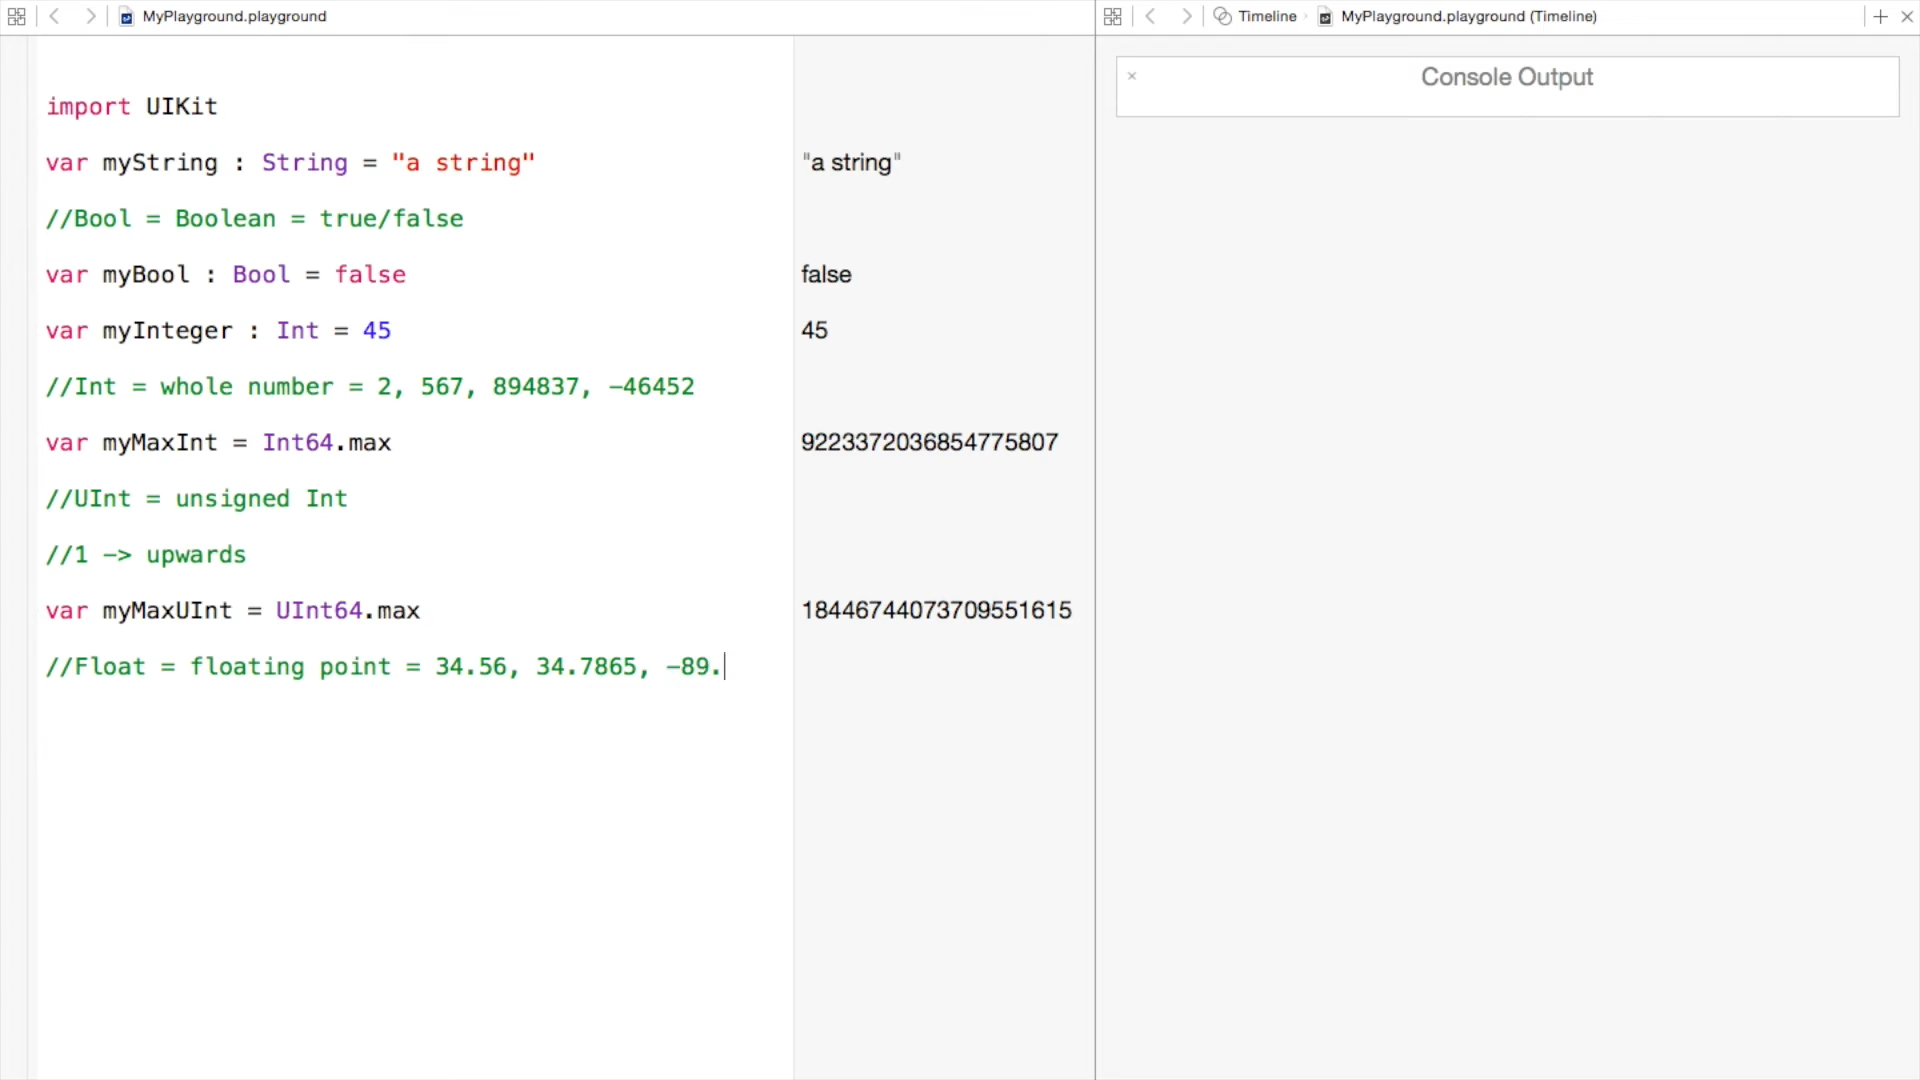 MyPlayground.playground
Timeline
MyPlayground.playground (Timeline)
import UIKit
var myString : String = "a string"
"a string"
//Bool = Boolean = true/false
var myBool : Bool = false
false
var myInteger : Int = 45
45
//Int = whole number = 2, 567, 894837, -46452
var myMaxInt = Int64.max
9223372036854775807
//UInt = unsigned Int
//1 -> upwards
var myMaxUInt = UInt64.max
18446744073709551615
//Float = floating point = 34.56, 34.7865, -89.
Console Output